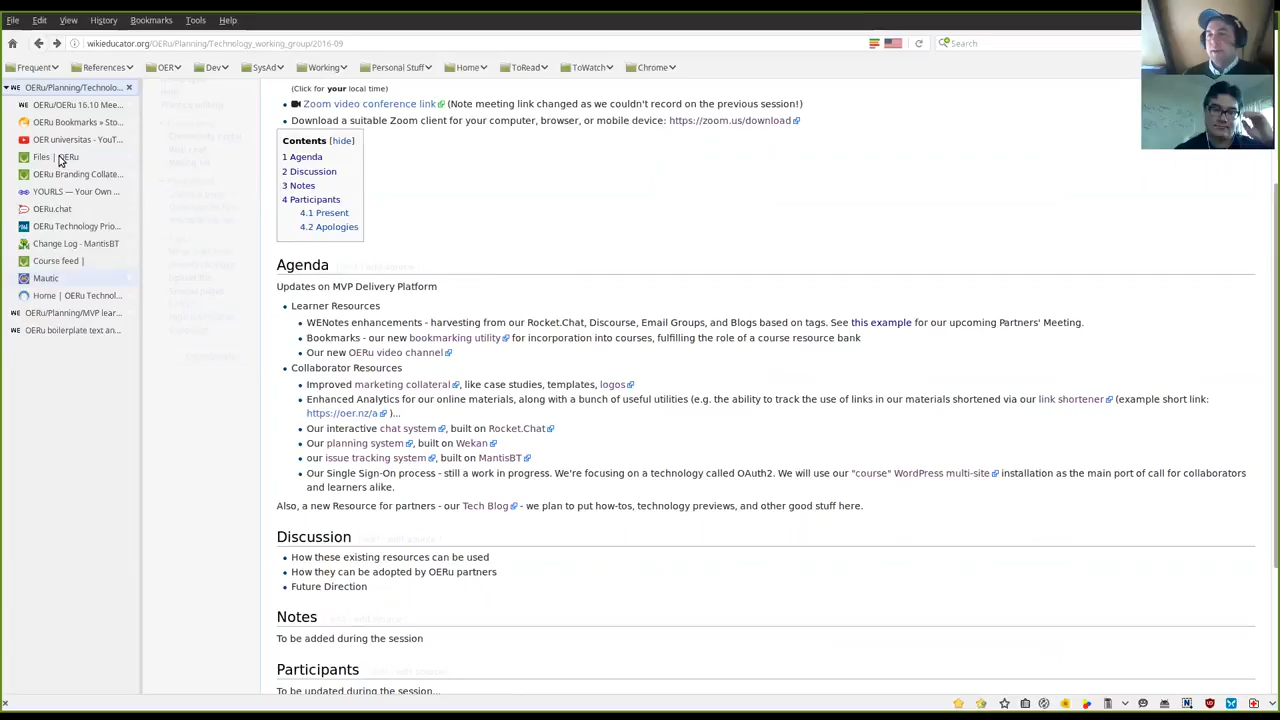 File Edit View History Bookmarks Tools Help
wikieducator.org/OERu/Planning/Technology_working_group/2016-09
Search
Frequent References OER Dev SysAd Working Personal Stuff Home ToRead ToWatch Chrome
OERu/Planning/Technolo...
OERu/OERu 16.10 Mee...
OERu Bookmarks » Sto...
OER universitas - YouT...
Files | OERu
OERu Branding Collate...
YOURLS — Your Own ...
OERu.chat
OERu Technology Prio...
Change Log - MantisBT
Course feed |
Mautic
Home | OERu Technol...
OERu/Planning/MVP lear...
OERu boilerplate text an...
(Click for your local time)
Zoom video conference link (Note meeting link changed as we couldn't record on the previous session!)
Download a suitable Zoom client for your computer, browser, or mobile device: https://zoom.us/download
Contents [hide]
1 Agenda
2 Discussion
3 Notes
4 Participants
4.1 Present
4.2 Apologies
Agenda
Updates on MVP Delivery Platform
Learner Resources
WENotes enhancements - harvesting from our Rocket.Chat, Discourse, Email Groups, and Blogs based on tags. See this example for our upcoming Partners' Meeting.
Bookmarks - our new bookmarking utility for incorporation into courses, fulfilling the role of a course resource bank
Our new OERu video channel
Collaborator Resources
Improved marketing collateral, like case studies, templates, logos
Enhanced Analytics for our online materials, along with a bunch of useful utilities (e.g. the ability to track the use of links in our materials shortened via our link shortener (example short link:
https://oer.nz/a )...
Our interactive chat system, built on Rocket.Chat
Our planning system, built on Wekan
our issue tracking system, built on MantisBT
Our Single Sign-On process - still a work in progress. We're focusing on a technology called OAuth2. We will use our "course" WordPress multi-site installation as the main port of call for collaborators
and learners alike.
Also, a new Resource for partners - our Tech Blog - we plan to put how-tos, technology previews, and other good stuff here.
Discussion
How these existing resources can be used
How they can be adopted by OERu partners
Future Direction
Notes
To be added during the session
Participants
To be updated during the session...